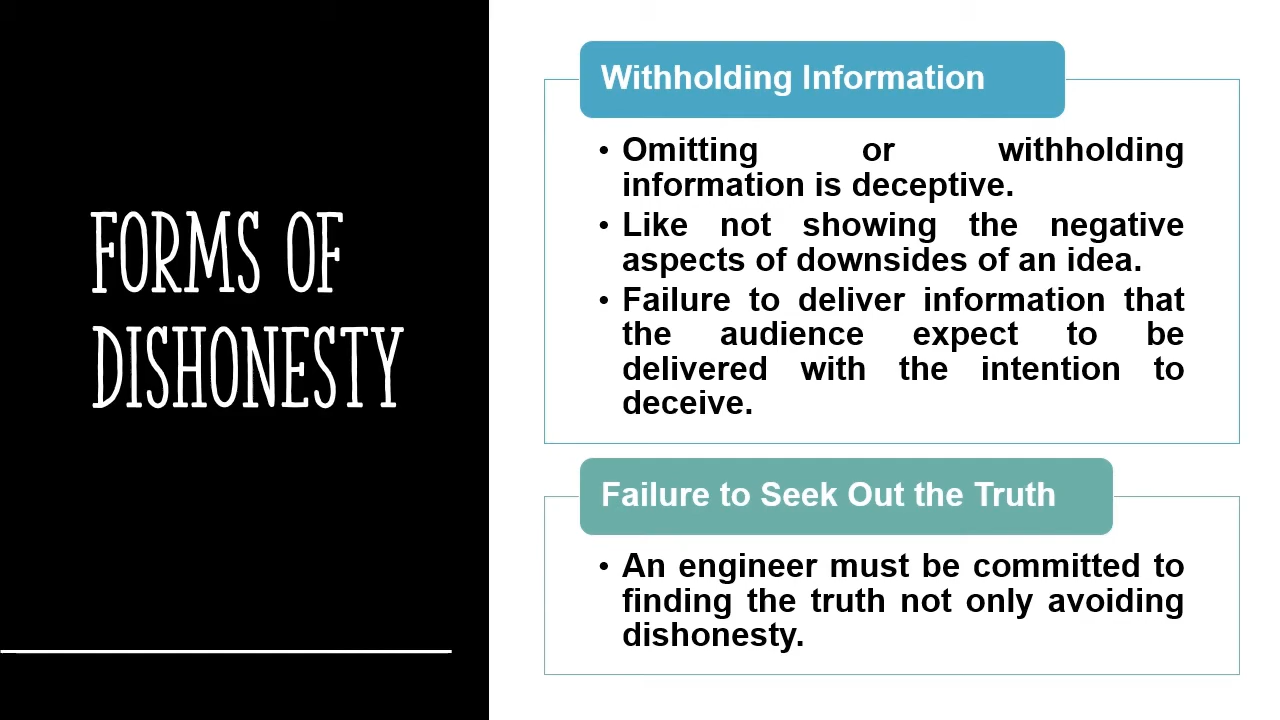 FORMS OF
DISHONESTY
Withholding Information
• Omitting or withholding
information is deceptive.
• Like not showing the negative
aspects of downsides of an idea.
• Failure to deliver information that
the audience expect to be
delivered with the intention to
deceive.
Failure to Seek Out the Truth
• An engineer must be committed to
finding the truth not only avoiding
dishonesty.